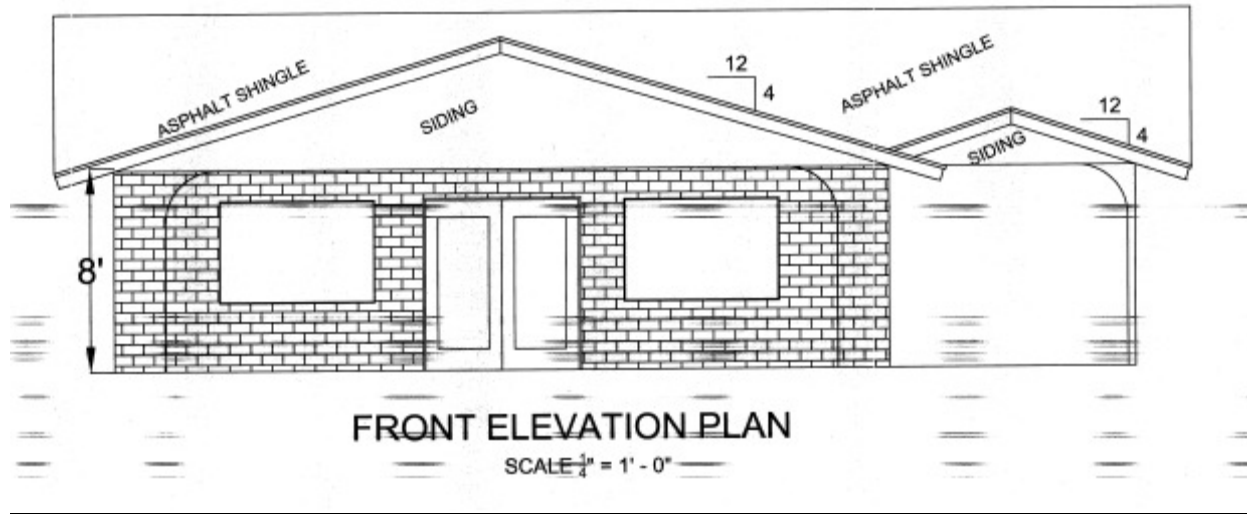 ASPHALT SHINGLE
SIDING
12
4
ASPHALT SHINGLE
12
4
SIDING
8'
FRONT ELEVATION PLAN
SCALE 1/4" = 1' - 0"